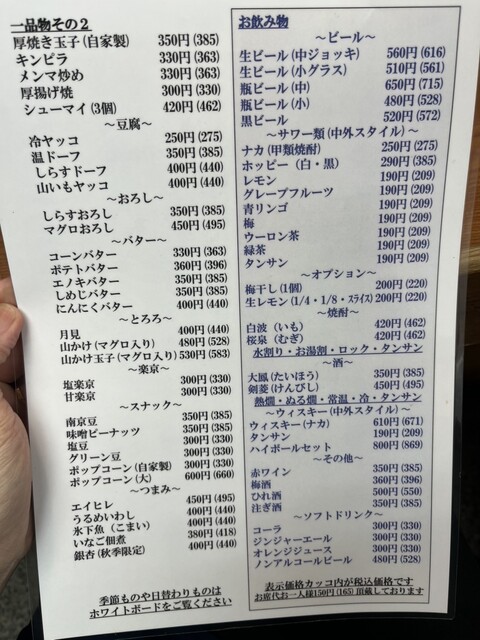 一品物その２
厚焼き玉子(自家製) 350円(385)
キンピラ 330円(363)
メンマ炒め 330円(363)
厚揚げ焼 300円(330)
シューマイ(3個) 420円(462)
～豆腐～
冷ヤッコ 250円(275)
温ドーフ 350円(385)
しらすドーフ 400円(440)
山いもヤッコ 400円(440)
～おろし～
しらすおろし 350円(385)
マグロおろし 450円(495)
～バター～
コーンバター 330円(363)
ポテトバター 360円(396)
エノキバター 350円(385)
しめじバター 350円(385)
にんにくバター 400円(440)
～とろろ～
月見 400円(440)
山かけ(マグロ入り) 480円(528)
山かけ玉子(マグロ入り) 530円(583)
～楽京～
塩楽京 300円(330)
甘楽京 300円(330)
～スナック～
南京豆 350円(385)
味噌ピーナッツ 350円(385)
塩豆 300円(330)
グリーン豆 300円(330)
ポップコーン(自家製) 300円(330)
ポップコーン(大) 600円(660)
～つまみ～
エイヒレ 450円(495)
うるめいわし 400円(440)
氷下魚(こまい) 380円(418)
いなご佃煮 400円(440)
銀杏(秋季限定) 400円(440)
季節ものや日替わりものは
ホワイトボードをご覧ください
お飲み物
～ビール～
生ビール(中ジョッキ) 560円(616)
生ビール(小グラス) 510円(561)
瓶ビール(中) 650円(715)
瓶ビール(小) 480円(528)
黒ビール 520円(572)
～サワー類(中外スタイル)～
ナカ(甲類焼酎) 250円(275)
ホッピー(白・黒) 290円(385)
レモン 190円(209)
グレープフルーツ 190円(209)
青リンゴ 190円(209)
梅 190円(209)
ウーロン茶 190円(209)
緑茶 190円(209)
タンサン 190円(209)
～オプション～
梅干し(1個) 200円(220)
生レモン(1/4・1/8・スライス) 200円(220)
～焼酎～
白波(いも) 420円(462)
桜泉(むぎ) 420円(462)
水割り・お湯割・ロック・タンサン
～酒～
大鳳(たいほう) 350円(385)
剣菱(けんびし) 450円(495)
熱燗・ぬる燗・常温・冷・タンサン
～ウィスキー(中外スタイル)～
ウィスキー(ナカ) 610円(671)
タンサン 190円(209)
ハイボールセット 800円(869)
～その他～
赤ワイン 350円(385)
梅酒 360円(396)
ひれ酒 500円(550)
注ぎ酒 350円(385)
～ソフトドリンク～
コーラ 300円(330)
ジンジャーエール 300円(330)
オレンジジュース 300円(330)
ノンアルコールビール 480円(528)
表示価格カッコ内が税込価格です
お席代お一人様150円(165)頂戴しております